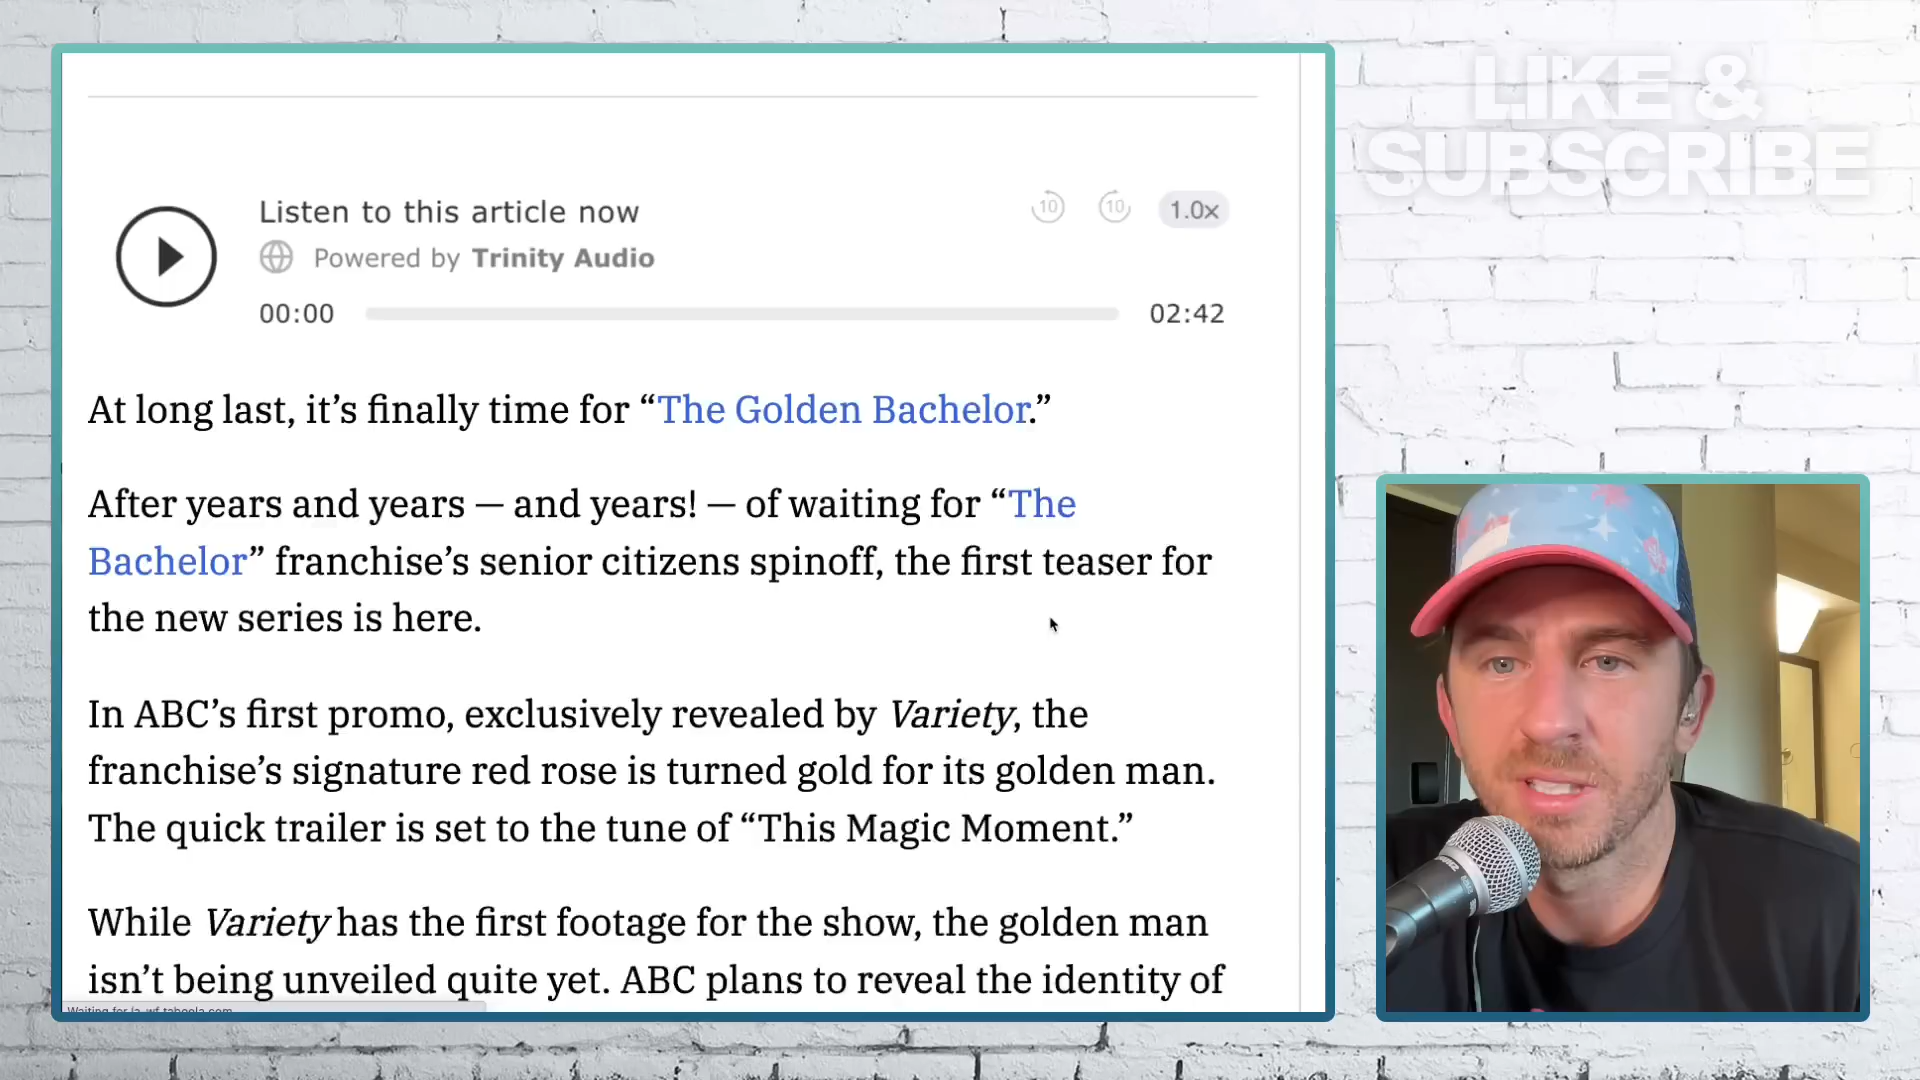 LIKE &
SUBSCRIBE
Listen to this article now
10
10
1.0x
Powered by Trinity Audio
00:00
02:42
At long last, it’s finally time for “The Golden Bachelor.”
After years and years — and years! — of waiting for “The
Bachelor” franchise’s senior citizens spinoff, the first teaser for
the new series is here.
In ABC’s first promo, exclusively revealed by Variety, the
franchise’s signature red rose is turned gold for its golden man.
The quick trailer is set to the tune of “This Magic Moment.”
While Variety has the first footage for the show, the golden man
isn’t being unveiled quite yet. ABC plans to reveal the identity of